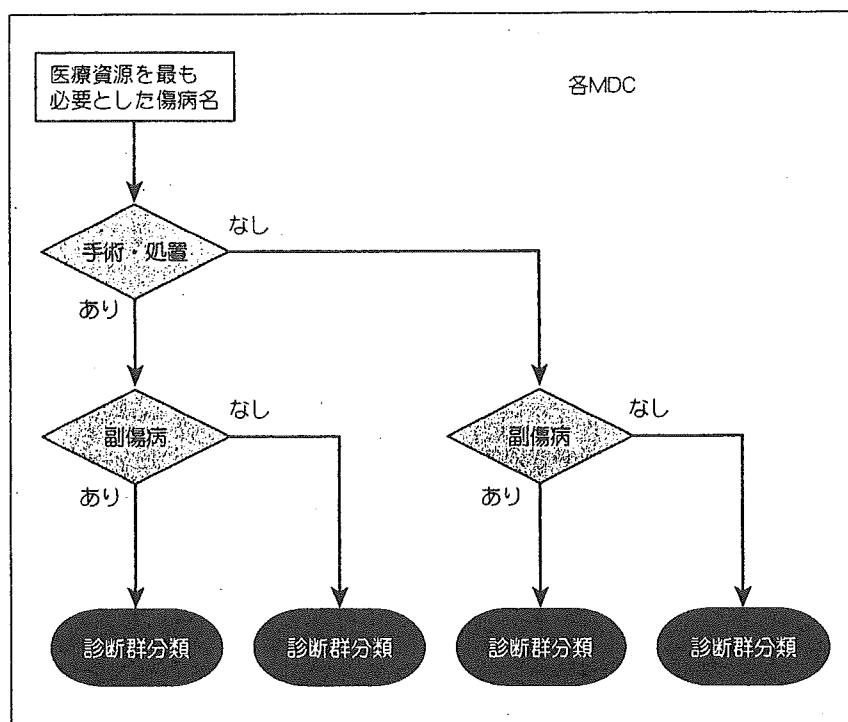 医療資源を最も
必要とした傷病名
各MDC
手術・処置
なし
あり
副傷病
なし
あり
副傷病
なし
あり
診断群分類
診断群分類
診断群分類
診断群分類